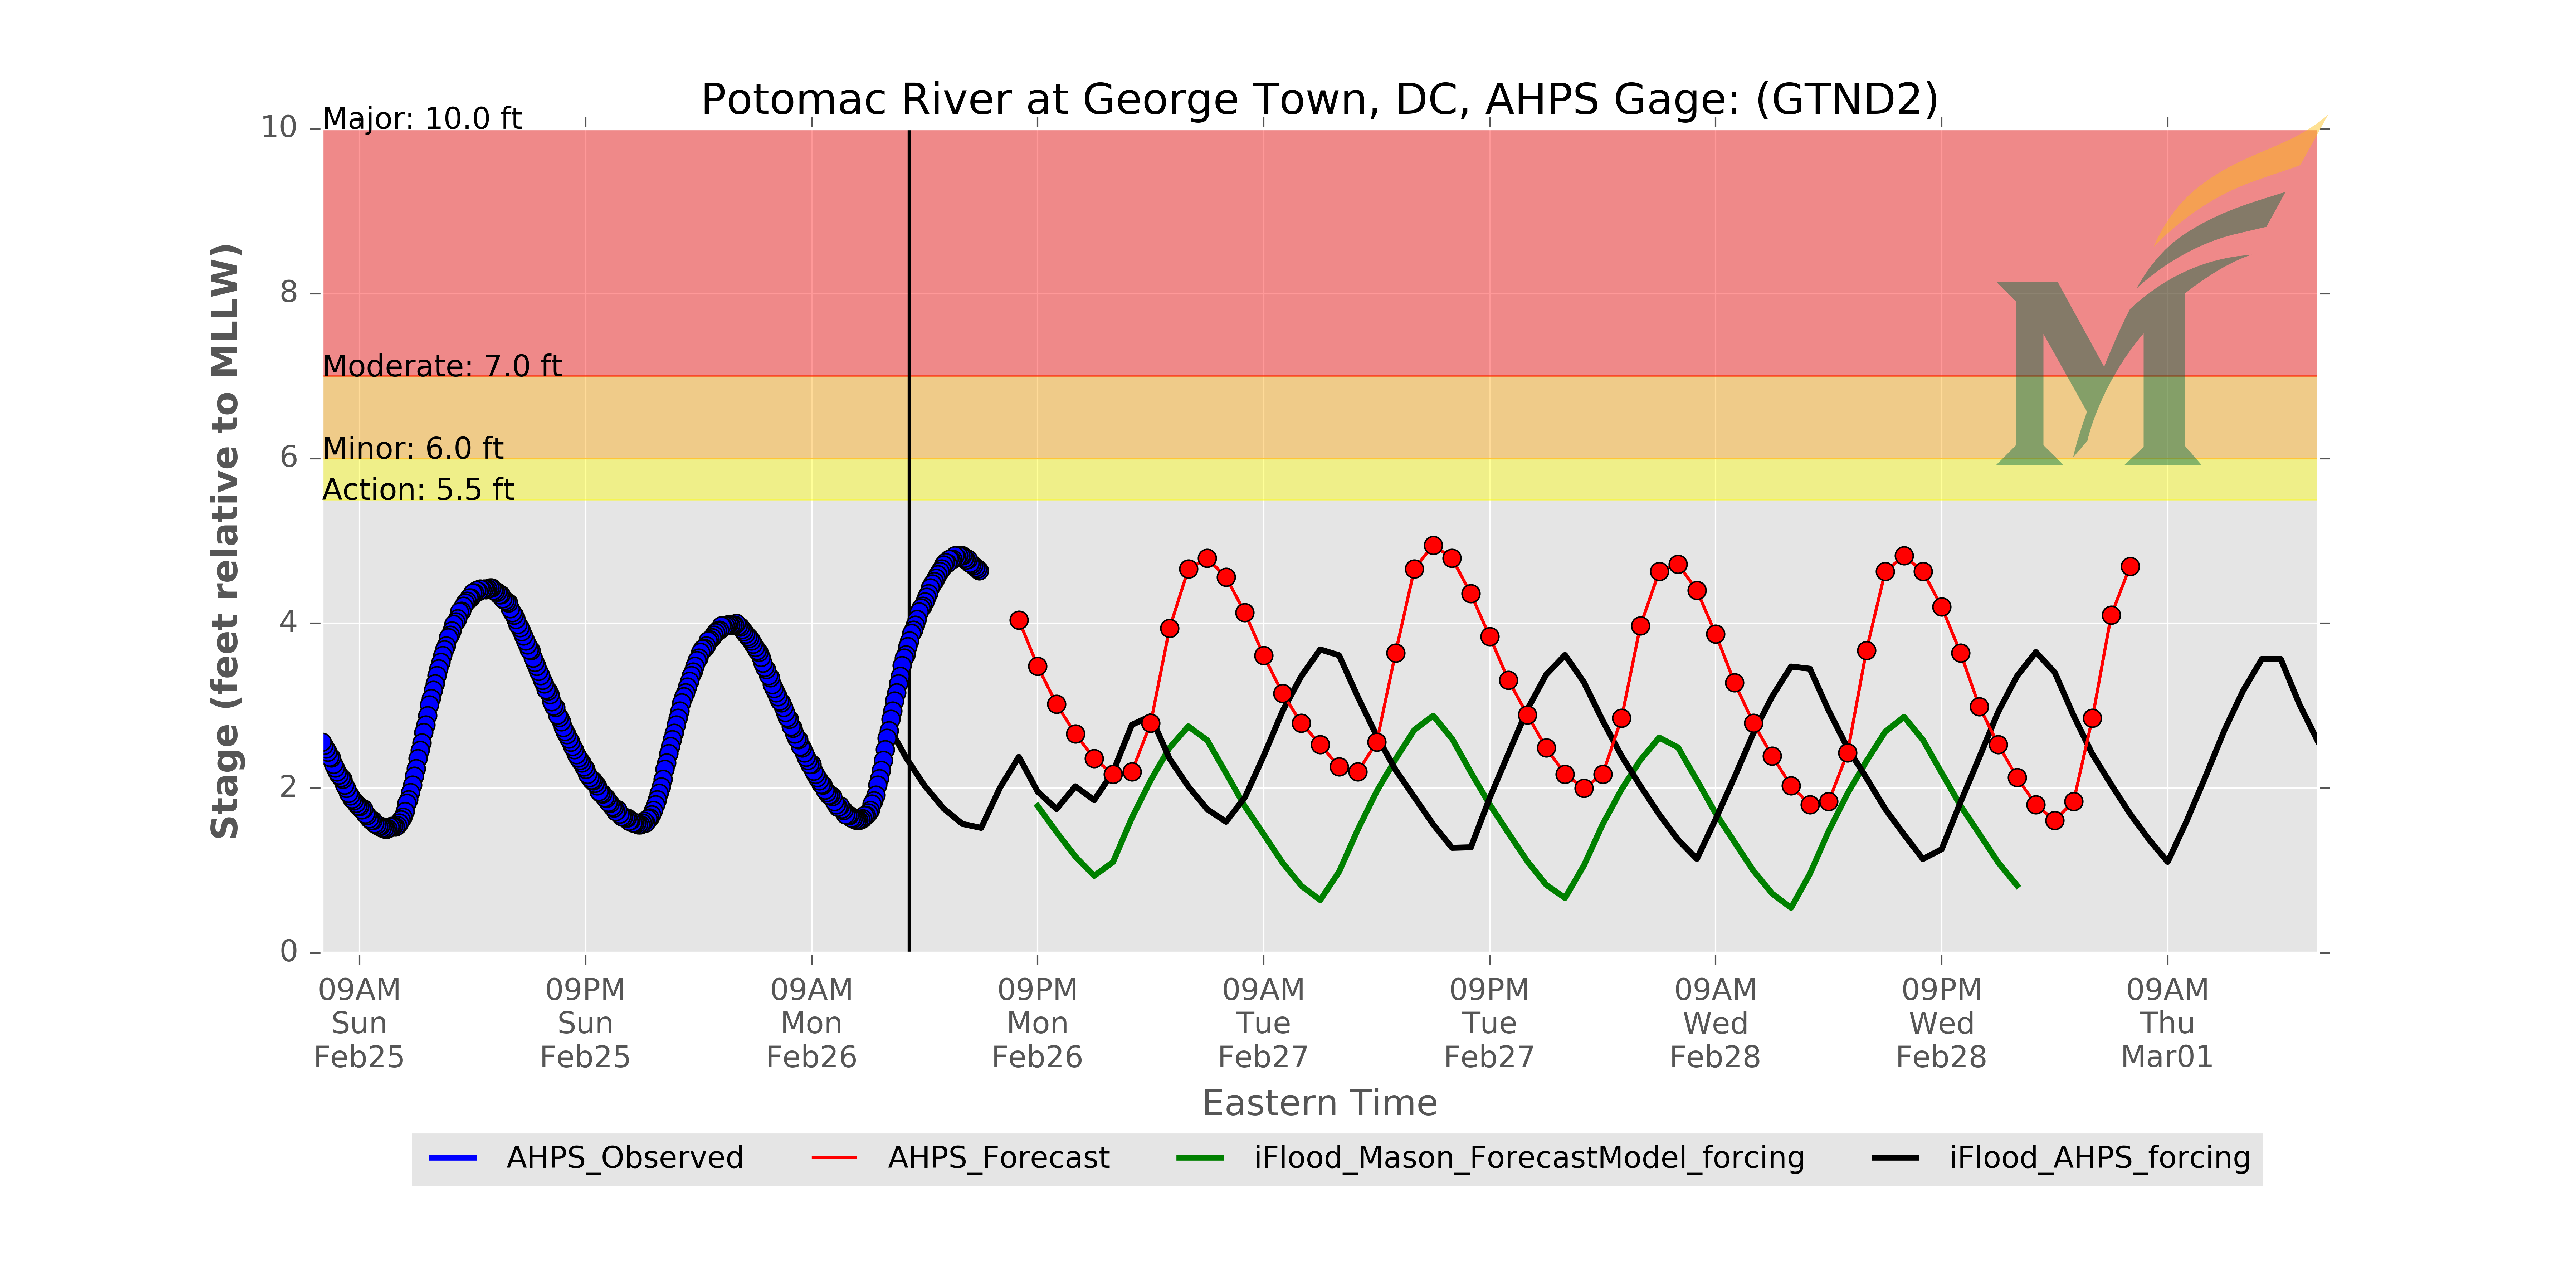 Potomac River at George Town, DC, AHPS Gage: (GTND2)
Major: 10.0 ft
Moderate: 7.0 ft
Minor: 6.0 ft
Action: 5.5 ft
10
8
6
4
2
0
Stage (feet relative to MLLW)
09AM
Sun
Feb25
09PM
Sun
Feb25
09AM
Mon
Feb26
09PM
Mon
Feb26
09AM
Tue
Feb27
09PM
Tue
Feb27
09AM
Wed
Feb28
09PM
Wed
Feb28
09AM
Thu
Mar01
Eastern Time
AHPS_Observed
AHPS_Forecast
iFlood_Mason_ForecastModel_forcing
iFlood_AHPS_forcing
M